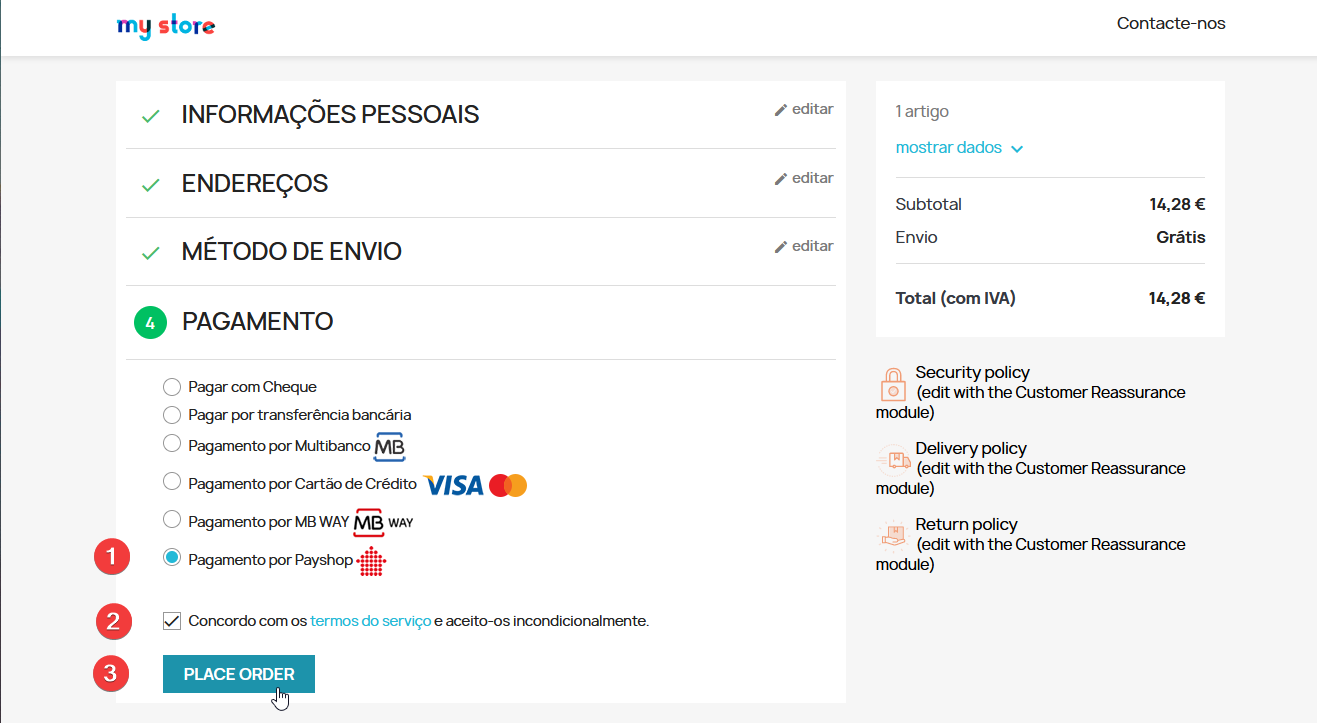 my store
Contacte-nos
INFORMAÇÕES PESSOAIS
editar
ENDEREÇOS
editar
MÉTODO DE ENVIO
editar
4 PAGAMENTO
Pagar com Cheque
Pagar por transferência bancária
Pagamento por Multibanco MB
Pagamento por Cartão de Crédito VISA
Pagamento por MB WAY MB WAY
1 Pagamento por Payshop
2 Concordo com os termos do serviço e aceito-os incondicionalmente.
3 PLACE ORDER
1 artigo
mostrar dados
Subtotal 14,28 €
Envio Grátis
Total (com IVA) 14,28 €
Security policy
(edit with the Customer Reassurance
module)
Delivery policy
(edit with the Customer Reassurance
module)
Return policy
(edit with the Customer Reassurance
module)